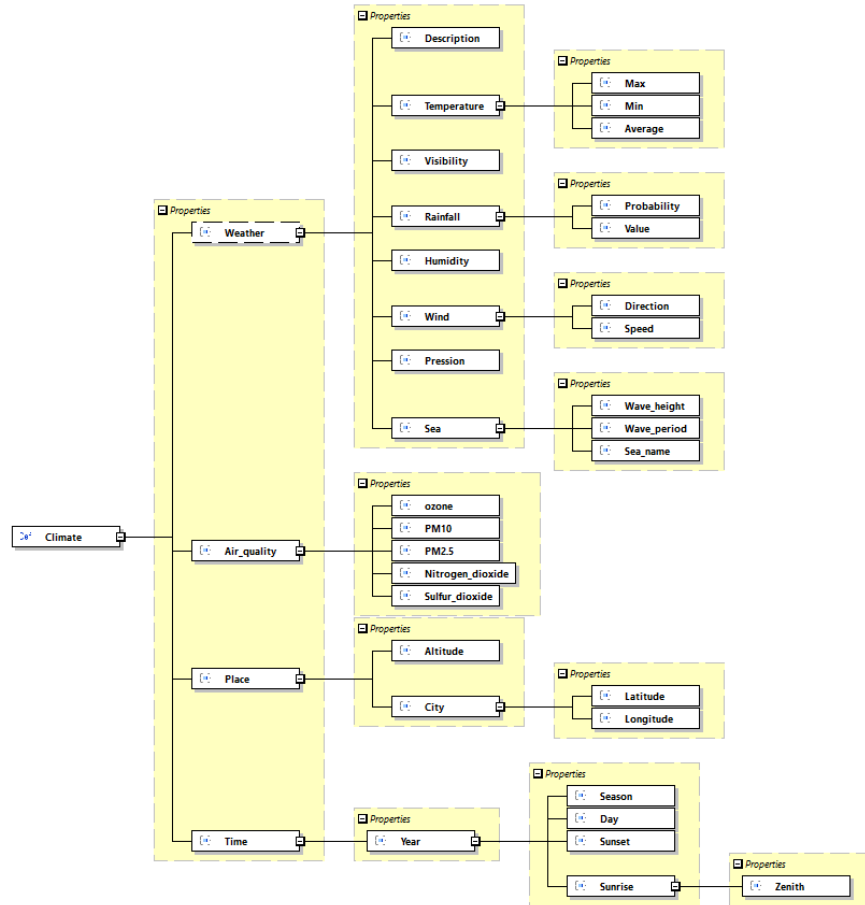 Properties
Description
Properties
Temperature
Max
Min
Average
Visibility
Properties
Rainfall
Probability
Value
Properties
Weather
Humidity
Properties
Wind
Direction
Speed
Pression
Properties
Sea
Wave_height
Wave_period
Sea_name
Properties
ozone
PM10
Climate
Air_quality
PM2.5
Nitrogen_dioxide
Sulfur_dioxide
Properties
Altitude
Place
Properties
City
Latitude
Longitude
Properties
Season
Properties
Day
Time
Year
Sunset
Properties
Sunrise
Zenith